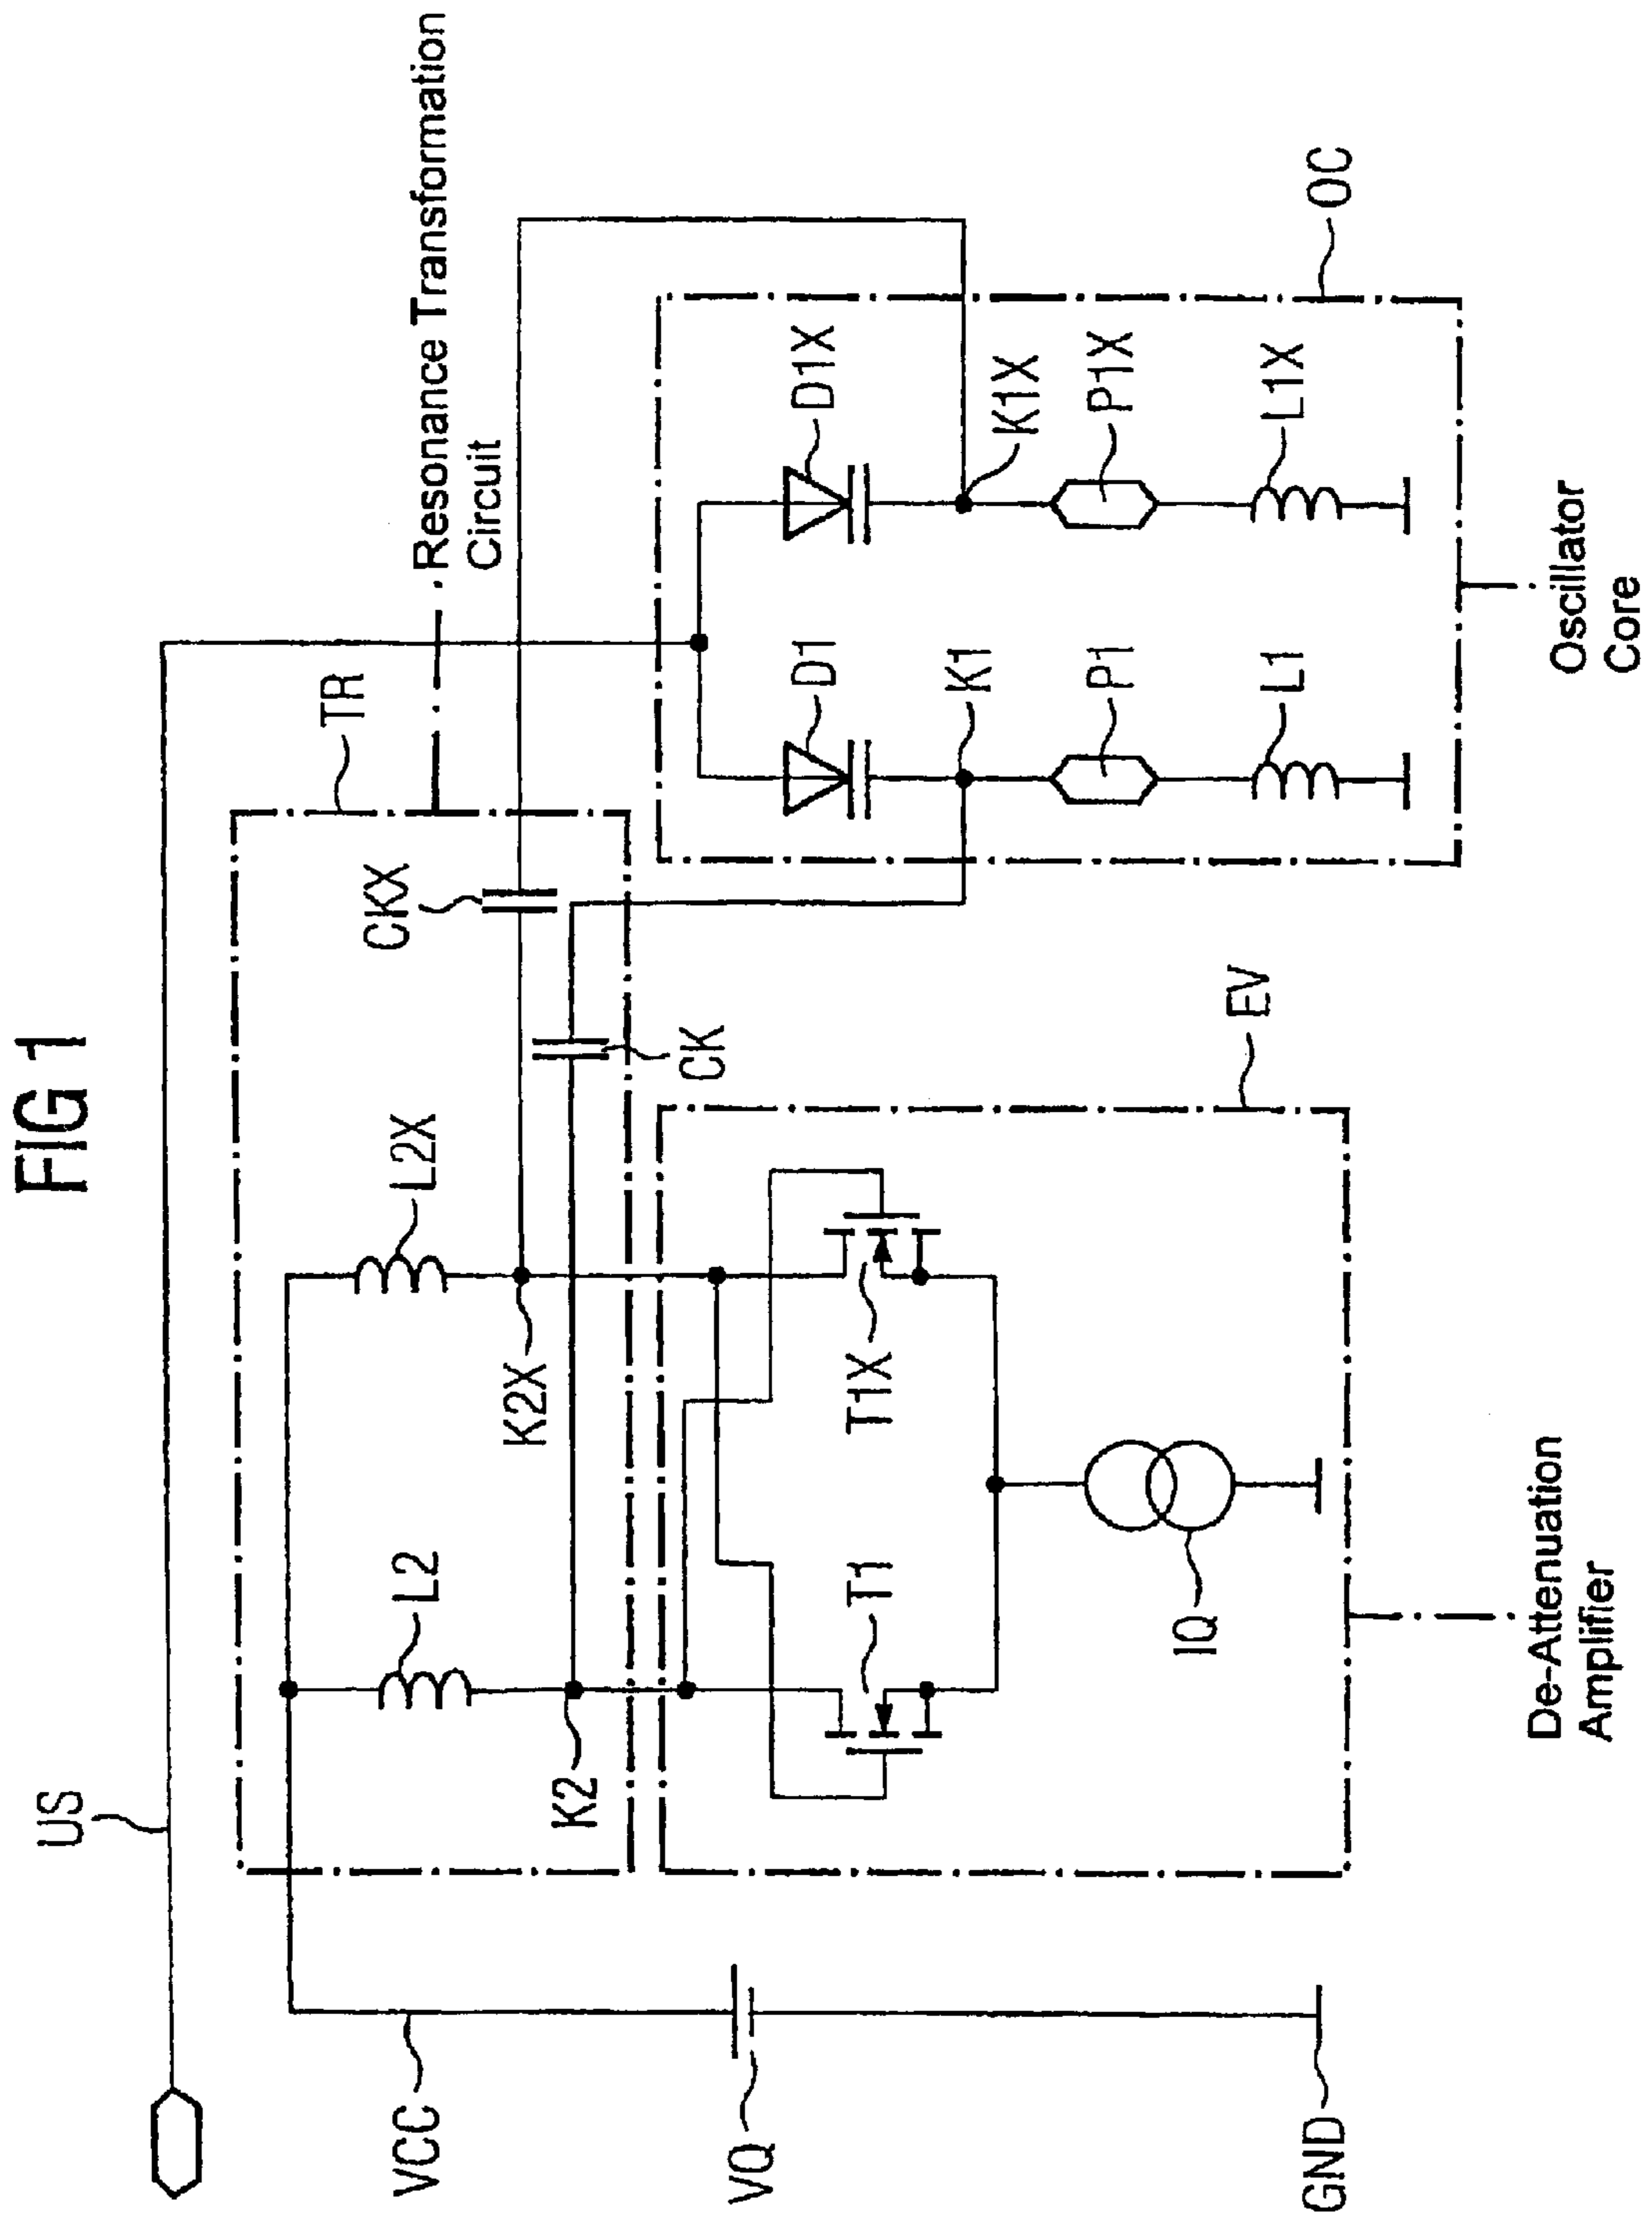 FIG 1
US
TR
Resonance Transformation
Circuit
VCC
L2
L2X
CKX
K2
K2X
CK
VQ
T1
T1X
IQ
EV
D1
D1X
K1
K1X
P1
P1X
L1
L1X
OC
GND
De-Attenuation
Amplifier
Oscillator
Core